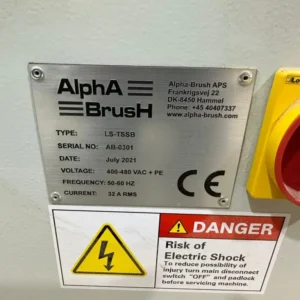 AlphA
BrusH
Alpha-Brush APS
Frankrigsvej 22
DK-8450 Hammel
Phone: +45 40407337
www.alpha-brush.com
TYPE: LS-TSSB
SERIAL NO: AB-0301
DATE: July 2021
VOLTAGE: 400-480 VAC + PE
FREQUENCY: 50-60 HZ
CURRENT: 32 A RMS
CE
DANGER
Risk of
Electric Shock
To reduce possibility of
injury turn main disconnect
switch "OFF" and padlock
before servicing machine